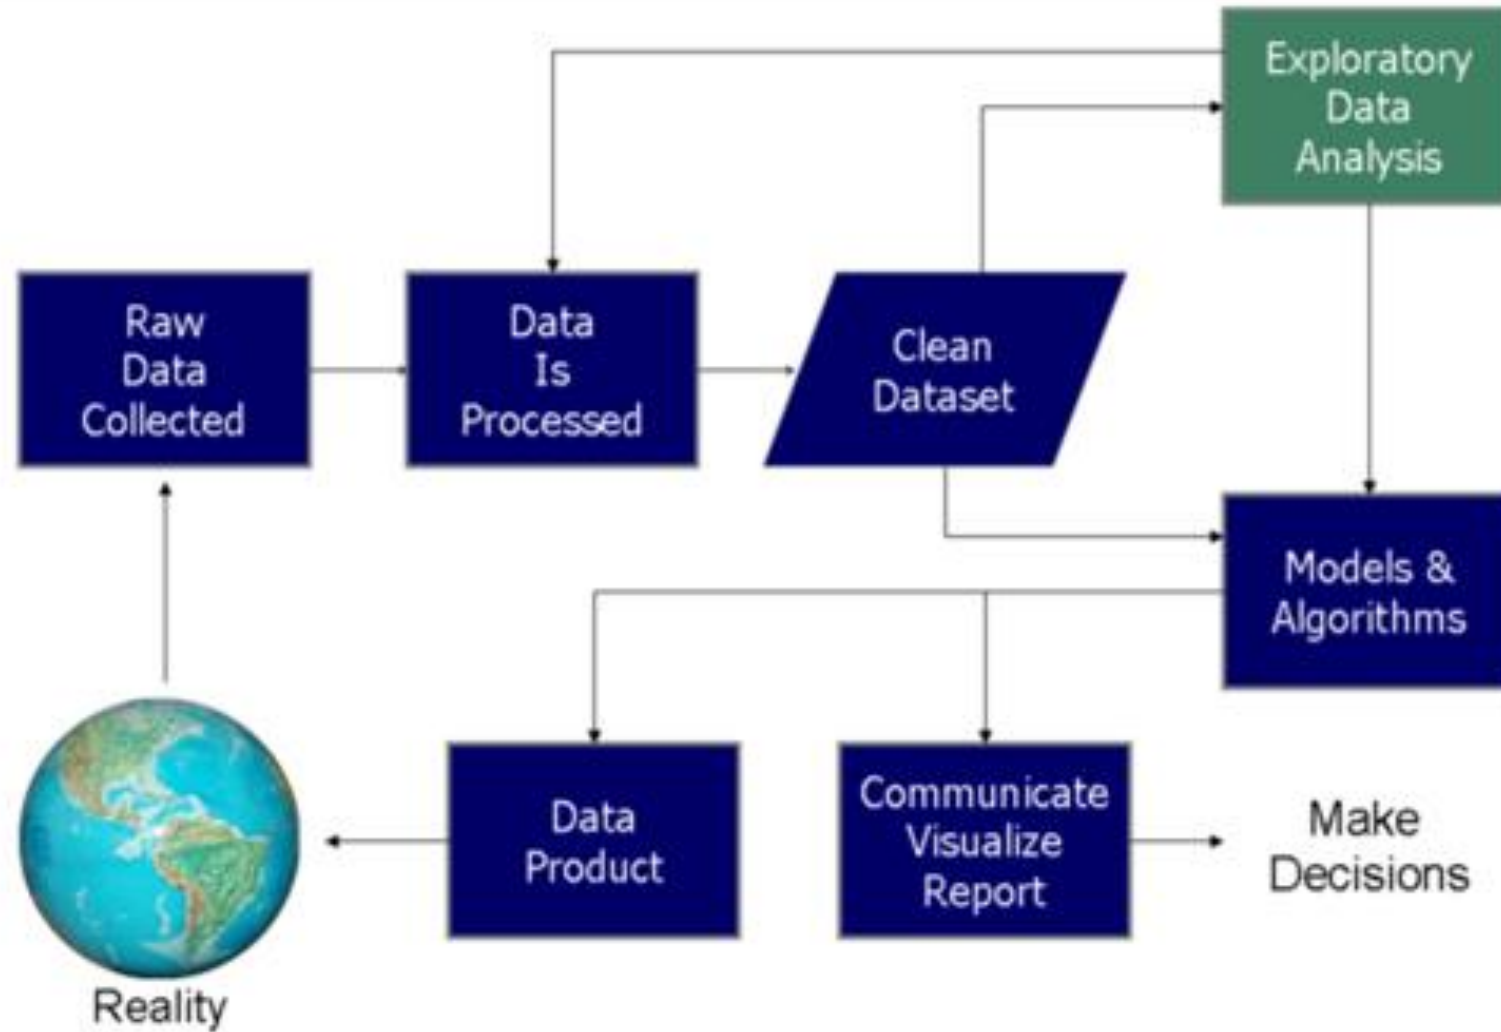 Exploratory
Data
Analysis
Raw
Data
Collected
Data
Is
Processed
Clean
Dataset
Models &
Algorithms
Data
Product
Communicate
Visualize
Report
Make
Decisions
Reality